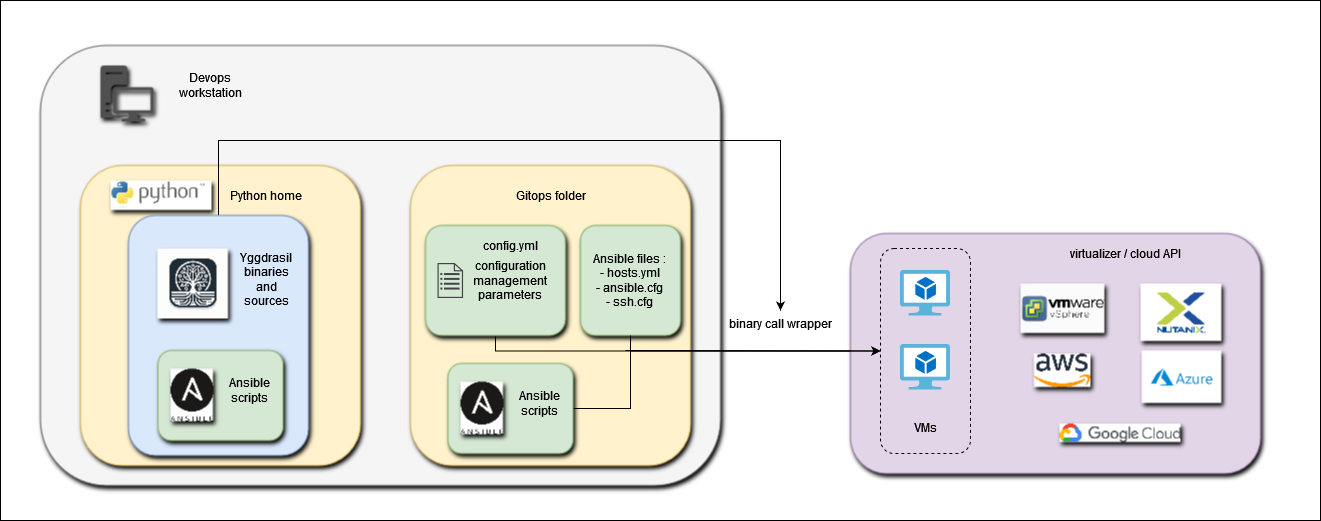 Devops
workstation
python™
Python home
Yggdrasil
binaries
and
sources
ANSIBLE
Ansible
scripts
Gitops folder
config.yml
configuration
management
parameters
Ansible files :
- hosts.yml
- ansible.cfg
- ssh.cfg
ANSIBLE
Ansible
scripts
binary call wrapper
virtualizer / cloud API
VMs
vmware
vSphere
NUTANIX
aws
Azure
Google Cloud